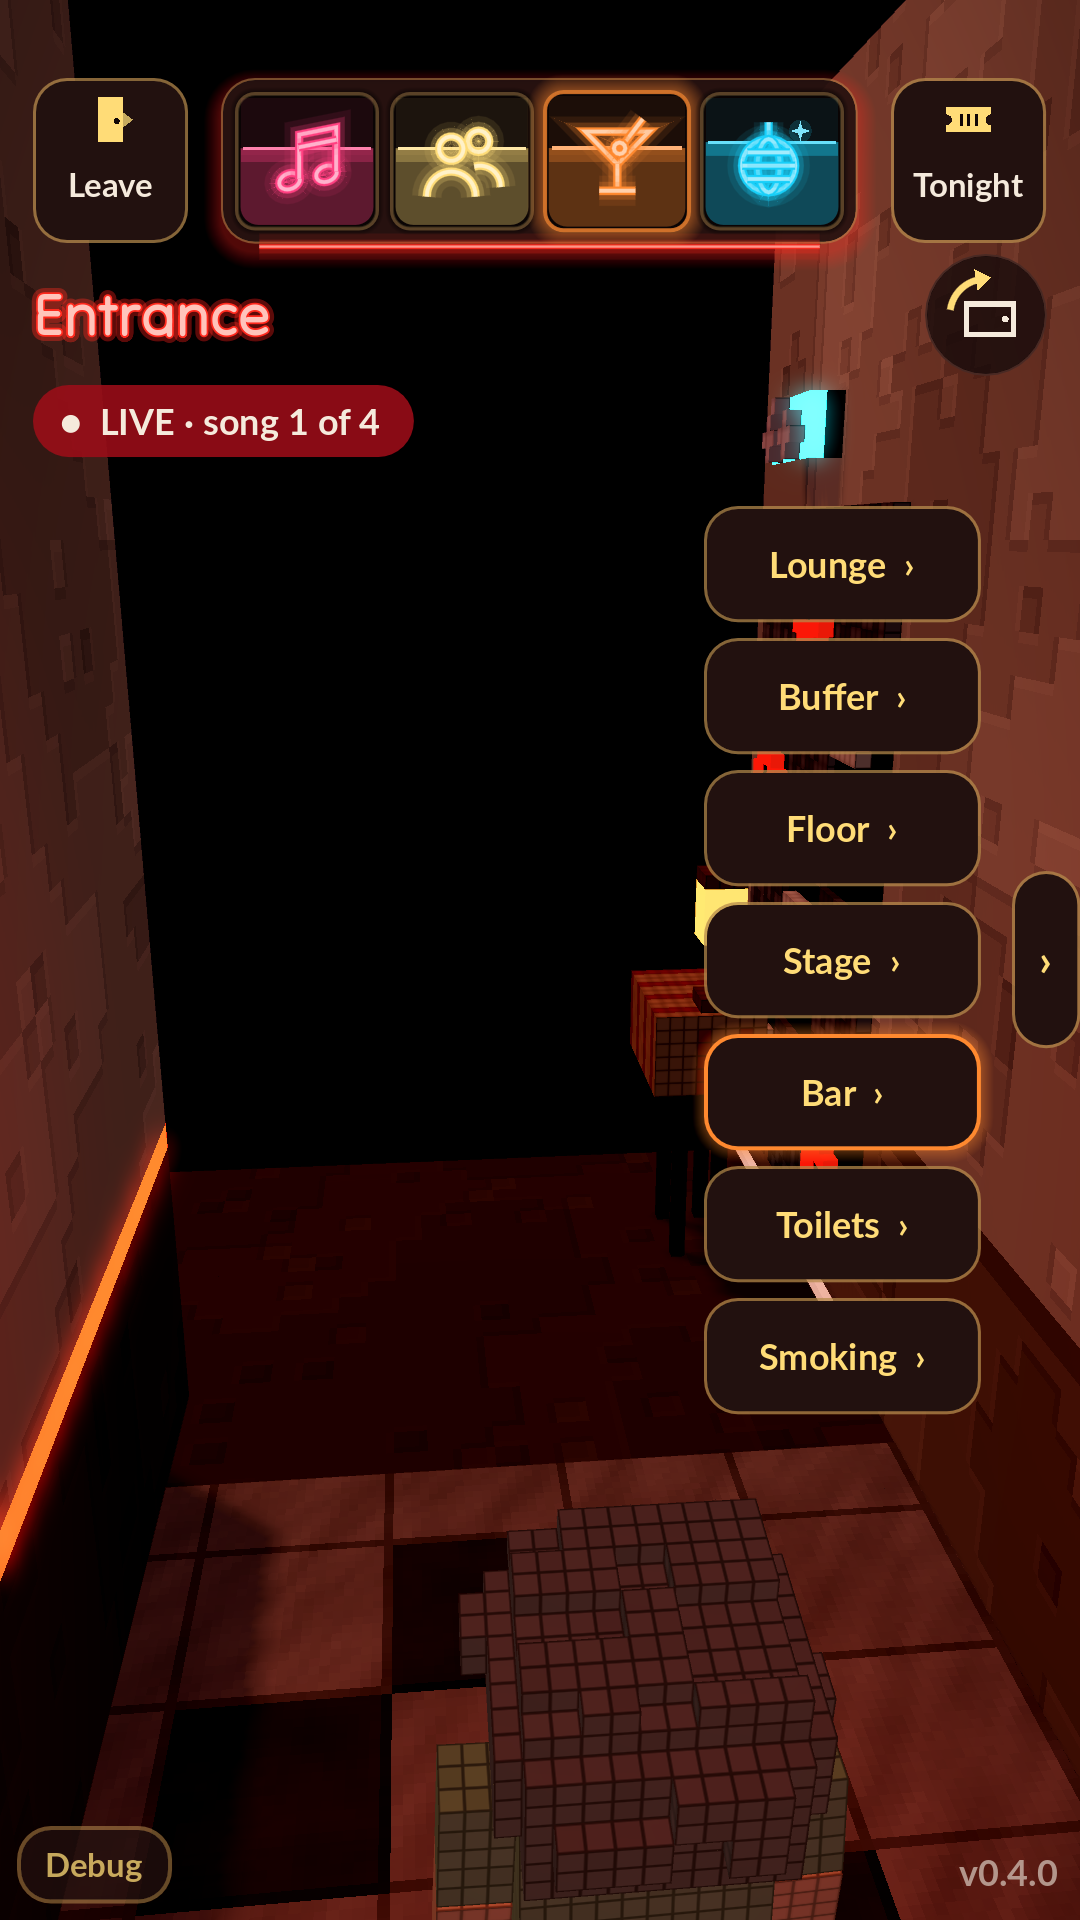 Leave
Tonight
Entrance
LIVE · song 1 of 4
Lounge ›
Buffer ›
Floor ›
Stage ›
›
Bar ›
Toilets ›
Smoking ›
Debug
v0.4.0